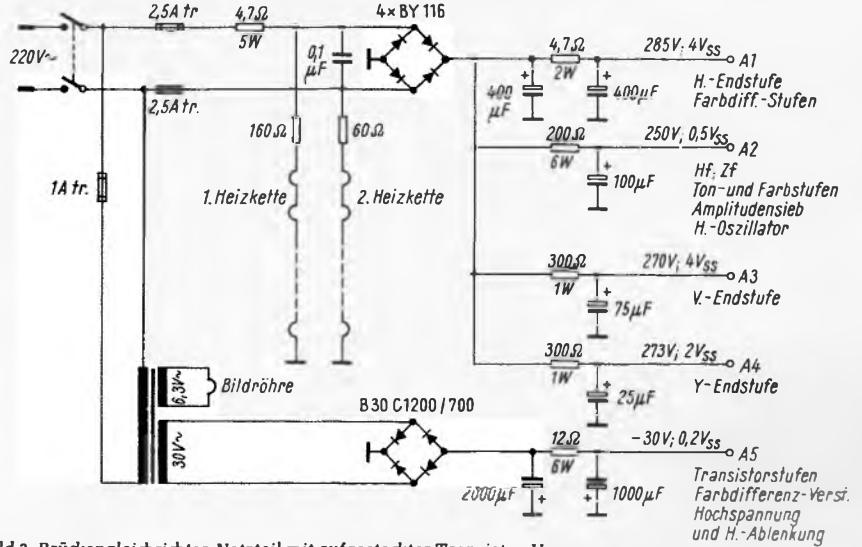 2,5A tr
4,7Ω
5W
4× BY 116
220V~
2,5A tr.
0,1
µF
1A tr.
160Ω
60Ω
1. Heizkette
2. Heizkette
4,7Ω
2W
285V; 4Vss
A1
400
µF
+
+
400µF
H.-Endstufe
Farbdiff.-Stufen
200Ω
6W
250V, 0,5Vss
A2
+
100µF
Hf; Zf
Ton- und Farbstufen
Amplitudensieb
H.-Oszillator
300Ω
1W
270V; 4Vss
A3
+
75µF
V.-Endstufe
300Ω
1W
273V; 2Vss
A4
+
25µF
Y-Endstufe
6,3V~
Bildröhre
30V~
B 30 C 1200 / 700
12Ω
6W
–30V; 0,2Vss
A5
2000µF
+
+
1000µF
Transistorstufen
Farbdifferenz-Verst.
Hochspannung
und H.-Ablenkung